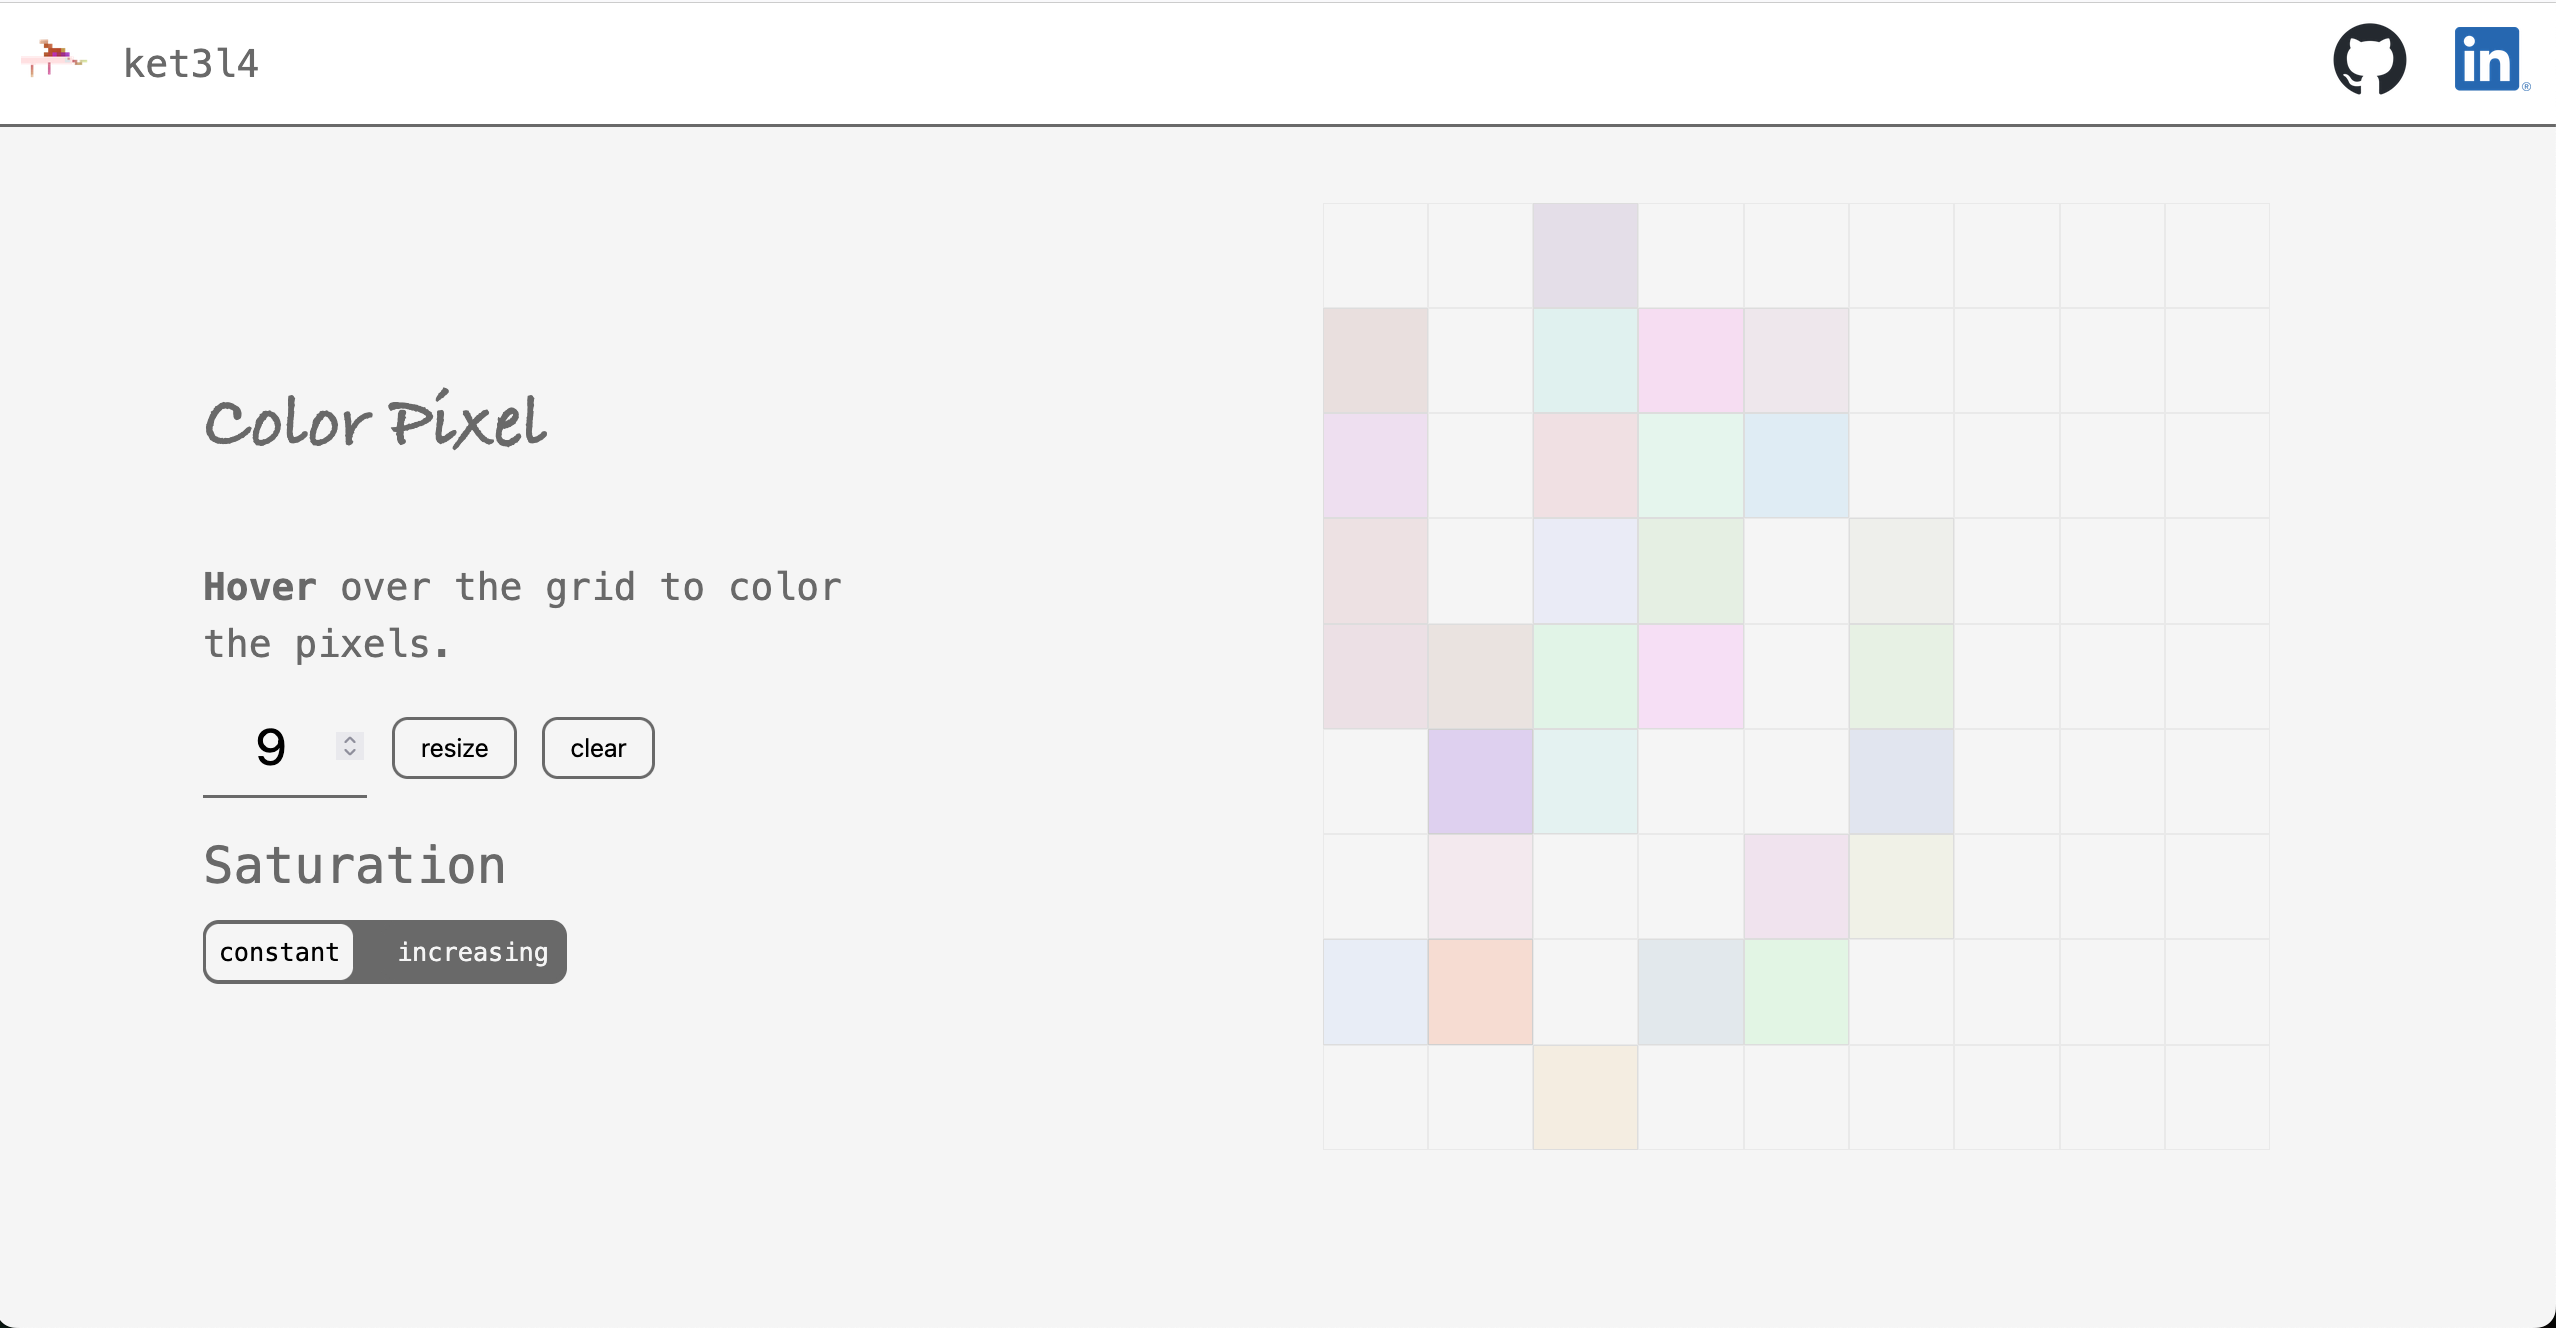 ket3l4
in
Color Pixel
Hover over the grid to color
the pixels.
9
resize
clear
Saturation
constant
increasing